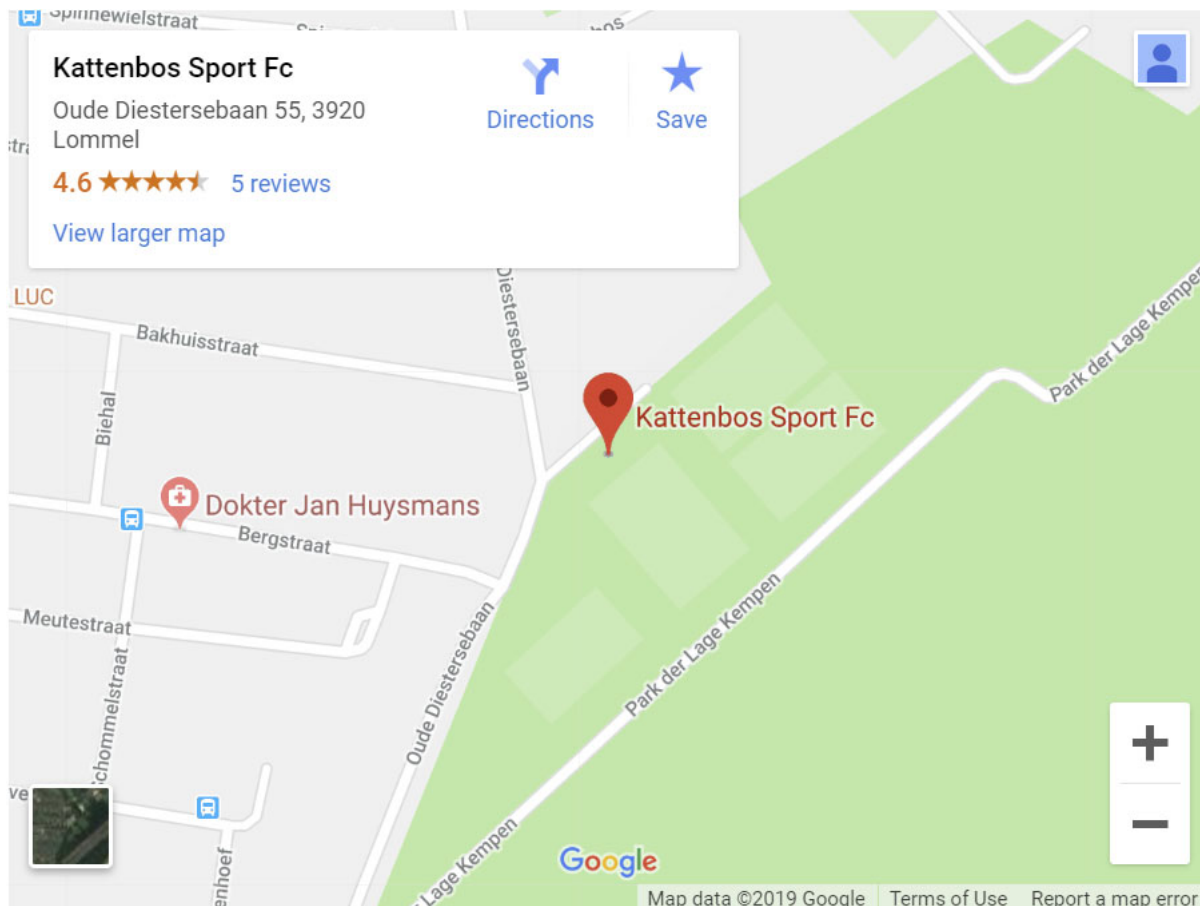 Spinnewielstraat
Kattenbos Sport Fc
Oude Diestersebaan 55, 3920
Lommel
4.6
5 reviews
View larger map
Directions
Save
LUC
Bakhuisstraat
Diestersebaan
Biehal
Kattenbos Sport Fc
Park der Lage Kempen
Dokter Jan Huysmans
Bergstraat
Meutestraat
Schommelstraat
Oude Diestersebaan
Park der Lage Kempen
Lage Kempen
enhoef
Google
Map data ©2019 Google
Terms of Use
Report a map error